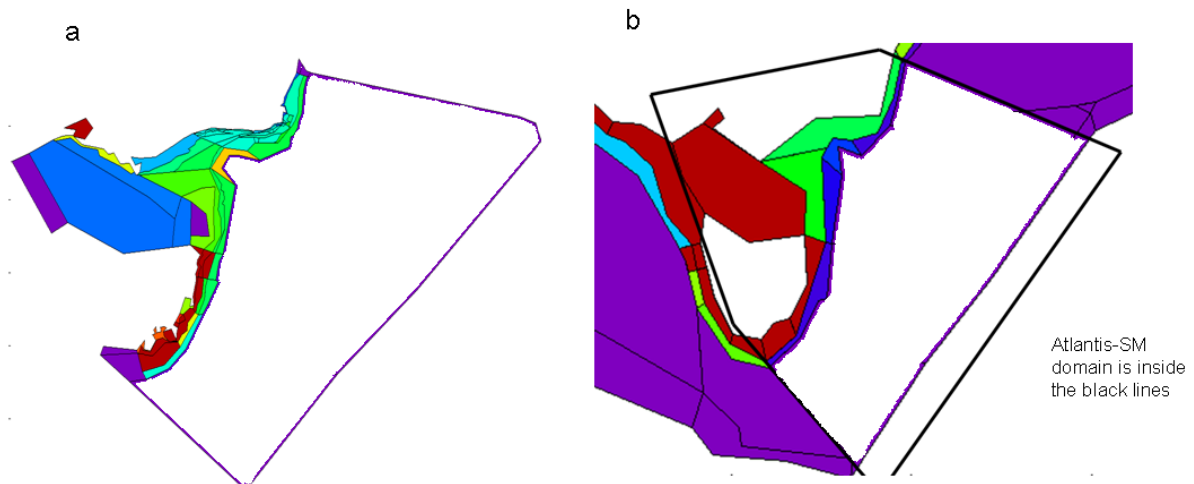 a
b
Atlantis-SM
domain is inside
the black lines